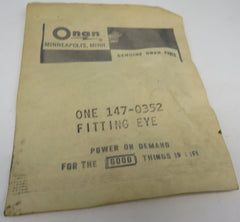 Onan
MINNEAPOLIS, MINN.
GENUINE ONAN PARTS
ONE 147-0352
FITTING EYE
POWER ON DEMAND
FOR THE GOOD THINGS IN LIFE